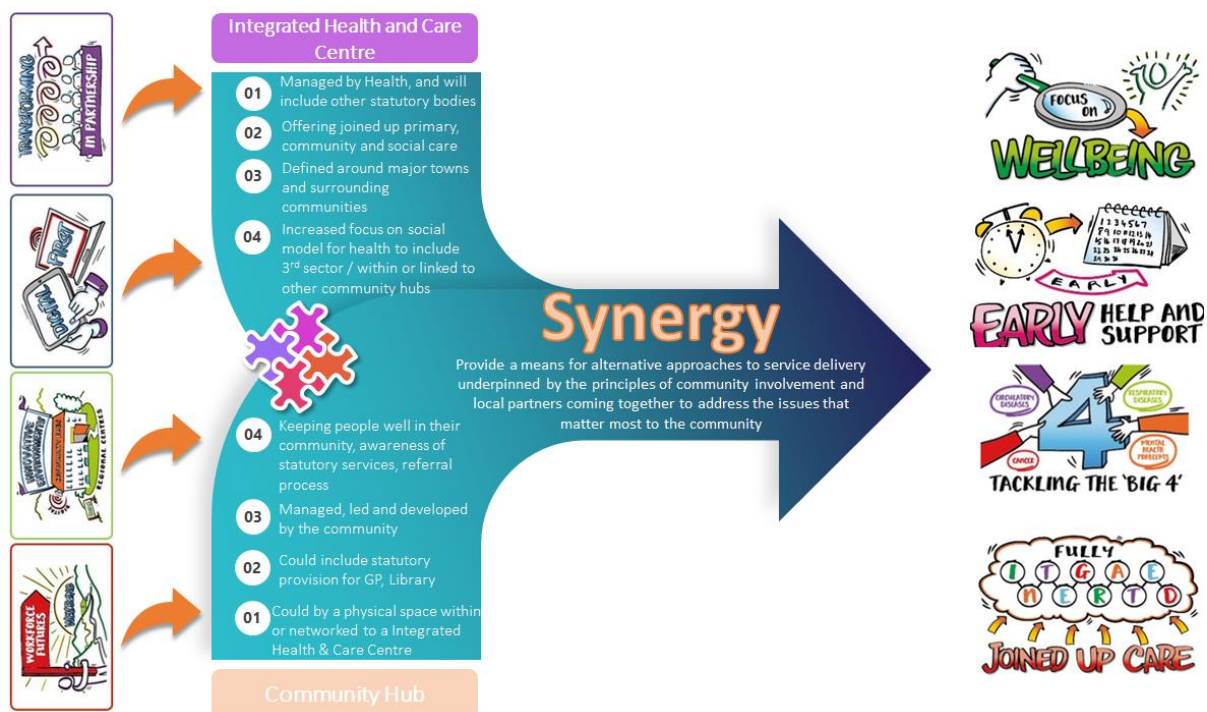 TRANSFORMING
IN PARTNERSHIP
DIGITAL
FIRST
INNOVATIVE
ENVIRONMENTS
REGIONAL CENTRES
DIGITAL
WORKFORCE
FUTURES
Integrated Health and Care
Centre
01
Managed by Health, and will
include other statutory bodies
02
Offering joined up primary,
community and social care
03
Defined around major towns
and surrounding
communities
04
Increased focus on social
model for health to include
3rd sector / within or linked to
other community hubs
04
Keeping people well in their
community, awareness of
statutory services, referral
process
03
Managed, led and developed
by the community
02
Could include statutory
provision for GP, Library
01
Could by a physical space within
or networked to a Integrated
Health & Care Centre
Community Hub
Synergy
Provide a means for alternative approaches to service delivery
underpinned by the principles of community involvement and
local partners coming together to address the issues that
matter most to the community
FOCUS
ON
WELLBEING
EARLY
EARLY HELP AND
SUPPORT
CIRCULATORY
DISEASES
RESPIRATORY
DISEASES
4
CANCER
MENTAL
HEALTH
PROBLEMS
TACKLING THE 'BIG 4'
FULLY
I T G A E
N E R T D
JOINED UP CARE